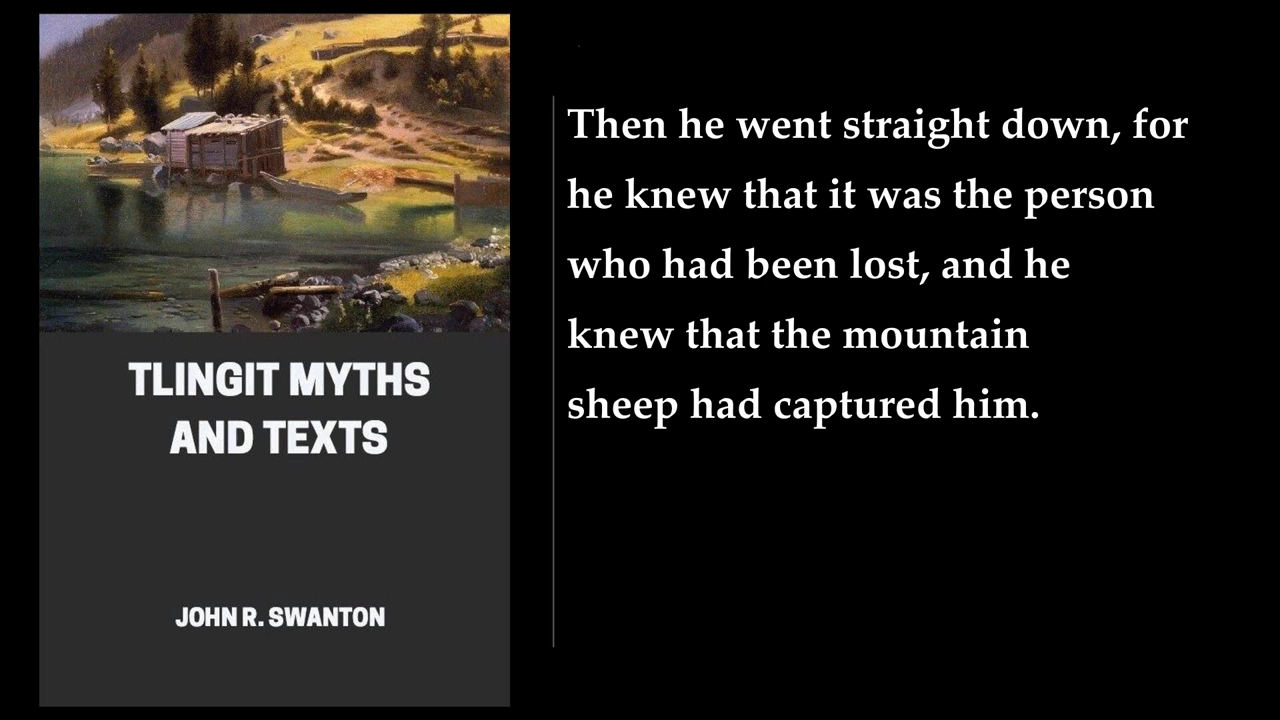 TLINGIT MYTHS
AND TEXTS
JOHN R. SWANTON
Then he went straight down, for
he knew that it was the person
who had been lost, and he
knew that the mountain
sheep had captured him.